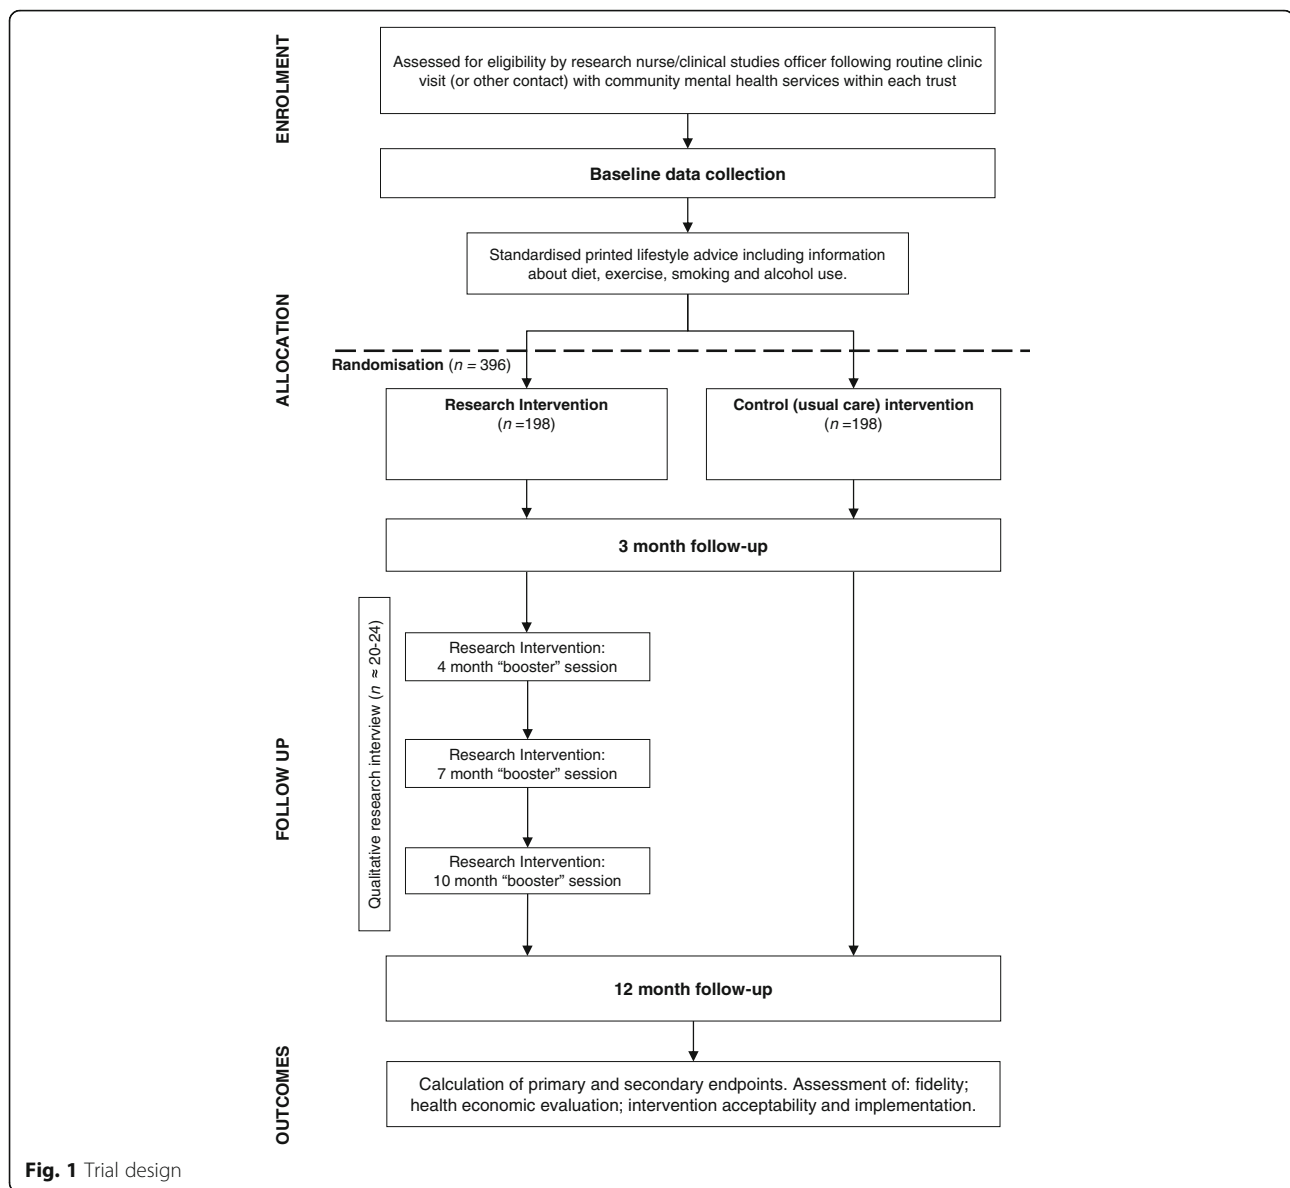 ENROLMENT
Assessed for eligibility by research nurse/clinical studies officer following routine clinic
visit (or other contact) with community mental health services within each trust
Baseline data collection
Standardised printed lifestyle advice including information
about diet, exercise, smoking and alcohol use.
ALLOCATION
Randomisation (n = 396)
Research Intervention
(n =198)
Control (usual care) intervention
(n =198)
3 month follow-up
FOLLOW UP
Qualitative research interview (n ≈ 20-24)
Research Intervention:
4 month “booster” session
Research Intervention:
7 month “booster” session
Research Intervention:
10 month “booster” session
12 month follow-up
OUTCOMES
Calculation of primary and secondary endpoints. Assessment of: fidelity;
health economic evaluation; intervention acceptability and implementation.
Fig. 1 Trial design